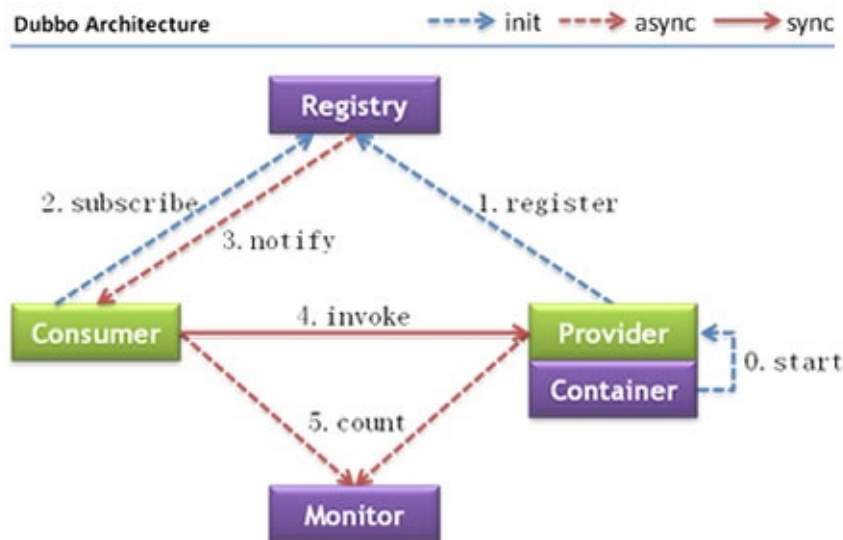 Dubbo Architecture
init
async
sync
Registry
2. subscribe
1. register
3. notify
Consumer
4. invoke
Provider
0. start
Container
5. count
Monitor